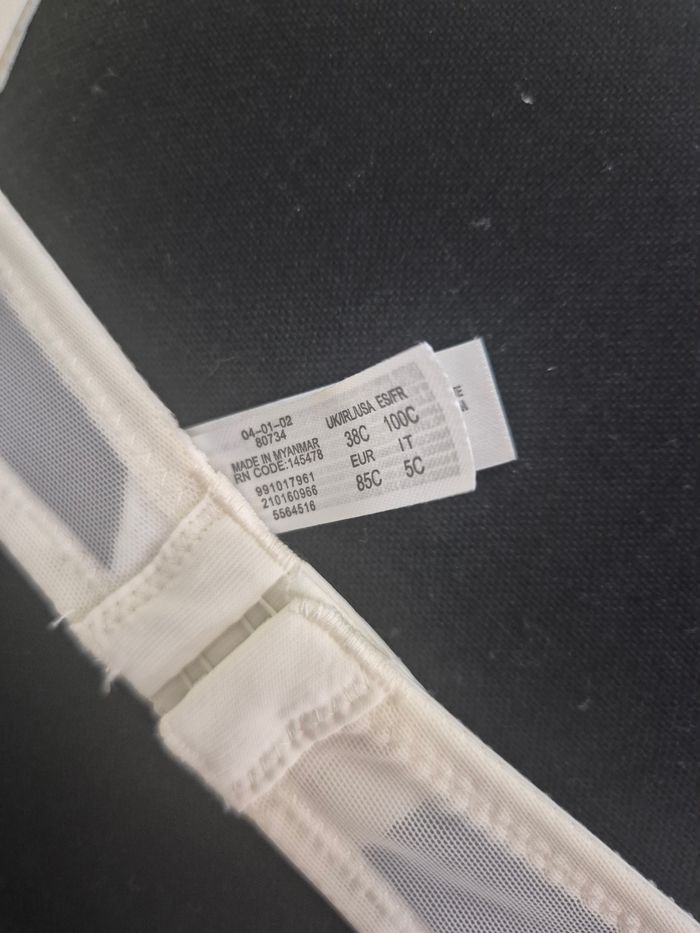 04-01-02
80734
MADE IN MYANMAR
RN CODE:145478
991017961
210160966
5564516
UK/IRL/USA ES/FR
38C 100C
EUR IT
85C 5C